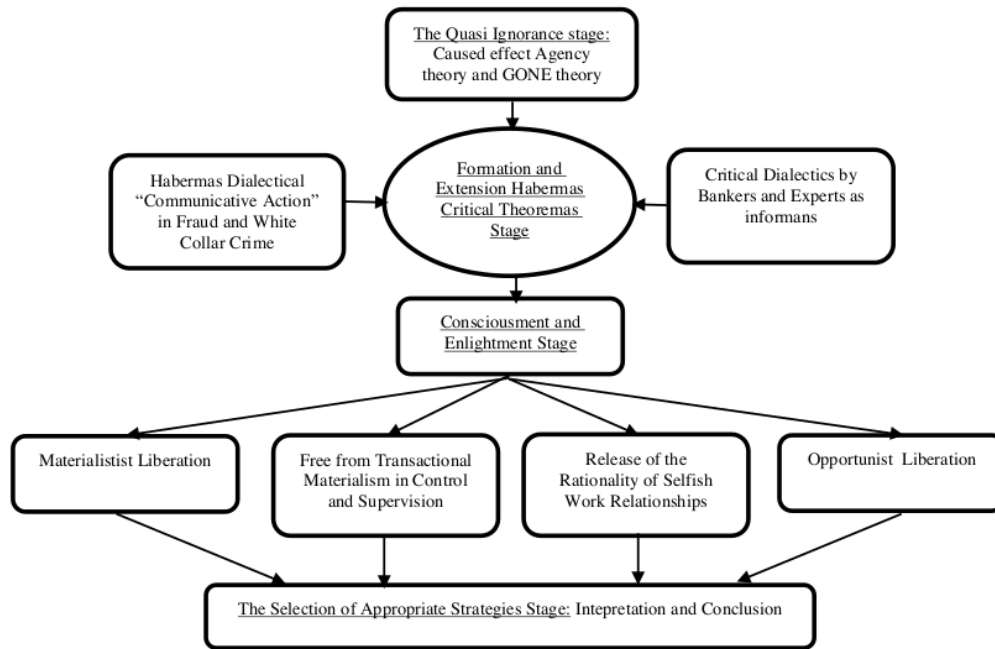 The Quasi Ignorance stage:
Caused effect Agency
theory and GONE theory
Habermas Dialectical
“Communicative Action”
in Fraud and White
Collar Crime
Formation and
Extension Habermas
Critical Theoremas
Stage
Critical Dialectics by
Bankers and Experts as
informans
Consciousment and
Enlightment Stage
Materialistist Liberation
Free from Transactional
Materialism in Control
and Supervision
Release of the
Rationality of Selfish
Work Relationships
Opportunist Liberation
The Selection of Appropriate Strategies Stage: Intepretation and Conclusion